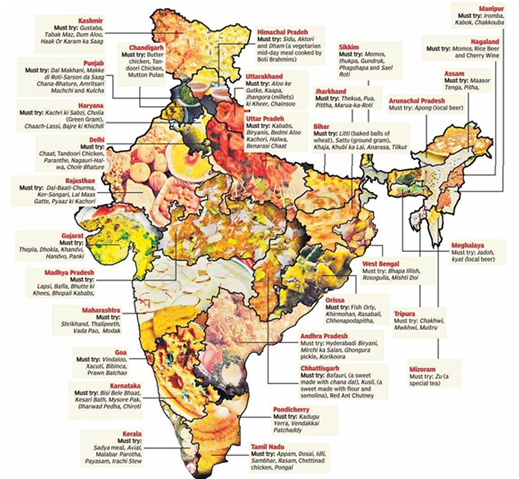 Kashmir
Must try: Gustaba,
Tabak Maz, Dum Aloo,
Haak Or Karam ka Saag
Punjab
Must try: Dal Makhani, Makke
di Roti-Sarson da Saag
Chana-Bhature, Amritsari
Machchi and Kulcha
Haryana
Must try: Kachri ki Sabzi, Cholia
(Green Gram),
Chaach-Lassi, Bajre ki Khichdi
Delhi
Must try:
Chaat, Tandoori Chicken,
Paranthe, Nagauri-Hal-
wa, Chole Bhature
Rajasthan
Must try: Dal-Baati-Churma,
Ker-Sangari, Lal Maas
Gatte, Pyaaz ki Kachori
Gujarat
Must try:
Thepla, Dhokla, Khandvi,
Handvo, Panki
Madhya Pradesh
Must try:
Lapsi, Bafla, Bhutte ki
Khees, Bhopali Kababs,
Maharashtra
Must try:
Shrikhand, Thalipeeth,
Vada Pao, Modak
Goa
Must try:
Vindaloo,
Xacuti, Bibinca,
Prawn Balchao
Karnataka
Must try: Bisi Bele Bhaat,
Kesari Bath, Mysore Pak,
Dharwad Pedha, Chiroti
Kerala
Must try:
Sadya meal, Avial,
Malabar Parotha,
Payasam, Irachi Stew
Chandigarh
Must try: Butter
chicken, Tan-
doori Chicken,
Mutton Pulao
Himachal Pradeh
Must try: Sidu, Aktori
and Dham (a vegetarian
mid-day meal cooked by
Boti Brahmins)
Uttarakhand
Must try: Aloo ke
Gutke, Kaapa,
Jhangora (millets)
ki Kheer, Chainsoo
Uttar Pradesh
Must try: Kababs,
Biryanis, Bedmi Aloo
Kachori, Halwa,
Benarasi Chaat
Sikkim
Must try:
Momos,
thukpa, Gundruk,
Phagshapa and Sael
Roti
Jharkhand
Must try: Thekua, Pua,
Pittha, Marua-ka-Roti
Bihar
Must try: Litti (baked balls of
wheat), Sattu (ground gram),
Khaja, Khubi ka Lai, Anarasa, Tilkut
Manipur
Must try: Iromba,
Kabok, Chakkouba
Nagaland
Must try: Momos, Rice Beer
and Cherry Wine
Assam
Must try: Maasor
Tenga, Pitha,
Arunachal Pradesh
Must try: Apong (local beer)
Meghalaya
Must try: Jadoh,
kyat (local beer)
West Bengal
Must try: Bhapa Illish,
Rosogulla, Mishti Doi
Orissa
Must try: Fish Orly,
Khirmohan, Rasabali,
Chhenapodapitha,
Tripura
Must try: Chakhwi,
Mwkhwi, Muitru
Andhra Pradesh
Must try: Hyderabadi Biryani,
Mirchi ka Salan, Ghongura
pickle, Korikoora
Chhattisgarh
Must try: Bafauri, (a sweet
made with chana dal), Kusli, (a
sweet made with flour and
semolina), Red Ant Chutney
Mizoram
Must try: Zu (a
special tea)
Pondicherry
Must try: Kadugu
Yerra, Vendakkai
Patchaddy
Tamil Nadu
Must try: Appam, Dosai, Idli,
Sambhar, Rasam, Chettinad
chicken, Pongal